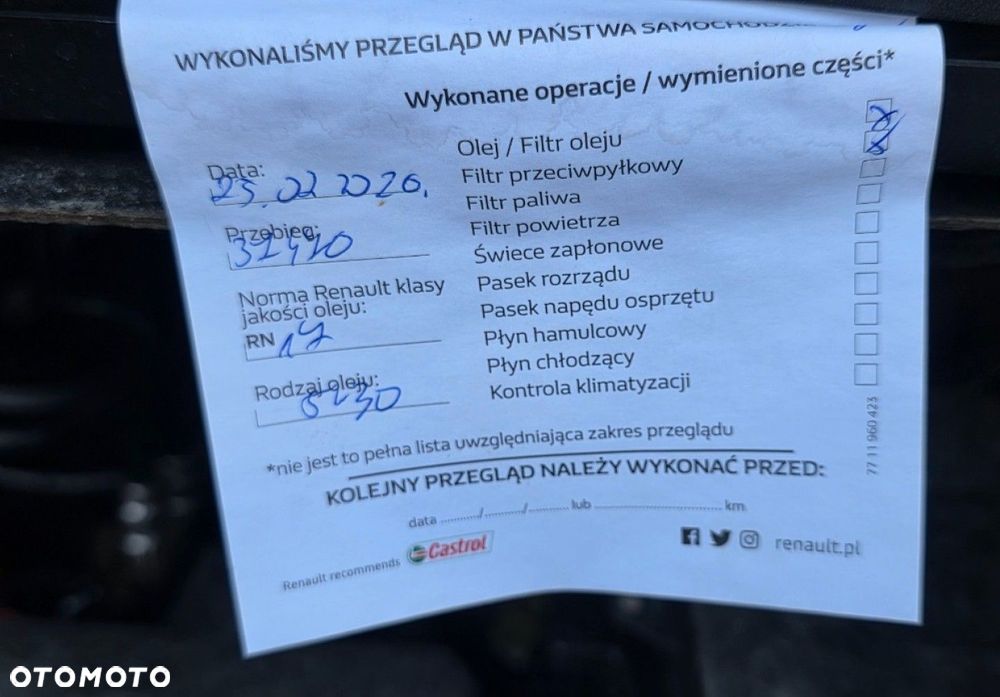 WYKONALIŚMY PRZEGLĄD W PAŃSTWA
Wykonane operacje / wymienione części*
Data:
25.02.2026.
Przebieg:
Norma Renault klasy
jakości oleju:
RN 17
Rodzaj oleju:
5W30
Olej / Filtr oleju
Filtr przeciwpyłkowy
Filtr paliwa
Filtr powietrza
Świece zapłonowe
Pasek rozrządu
Pasek napędu osprzętu
Płyn hamulcowy
Płyn chłodzący
Kontrola klimatyzacji
77 11 960 423
*nie jest to pełna lista uwzględniająca zakres przeglądu
KOLEJNY PRZEGLĄD NALEŻY WYKONAĆ PRZED:
data ........../........../.......... lub .............................. km
Renault recommends Castrol
renault.pl
OTOMOTO